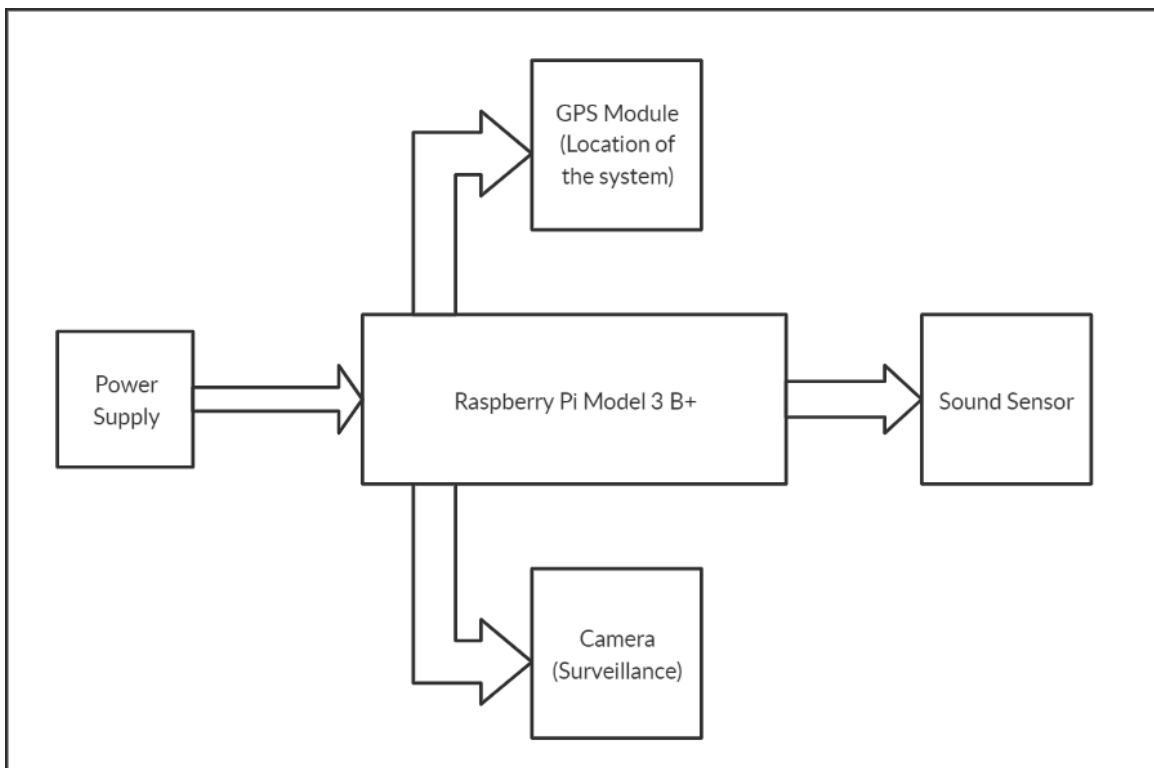 GPS Module
(Location of
the system)
Power
Supply
Raspberry Pi Model 3 B+
Sound Sensor
Camera
(Surveillance)